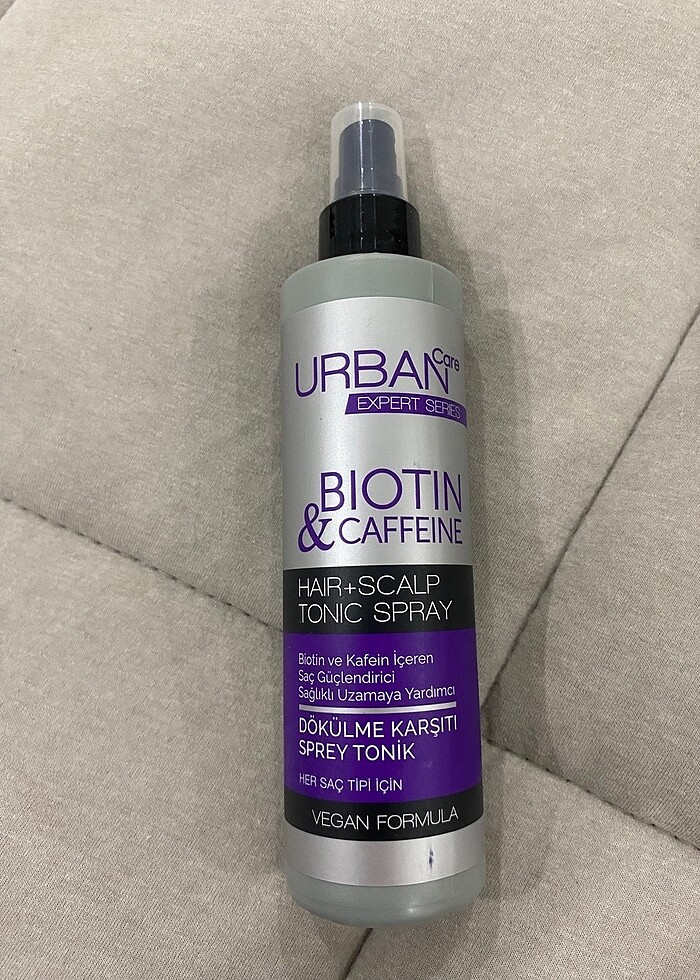 URBAN Care
EXPERT SERIES
BIOTIN
& CAFFEINE
HAIR+SCALP
TONIC SPRAY
Biotin ve Kafein İçeren
Saç Güçlendirici
Sağlıklı Uzamaya Yardımcı
DÖKÜLME KARŞITI
SPREY TONİK
HER SAÇ TİPİ İÇİN
VEGAN FORMULA